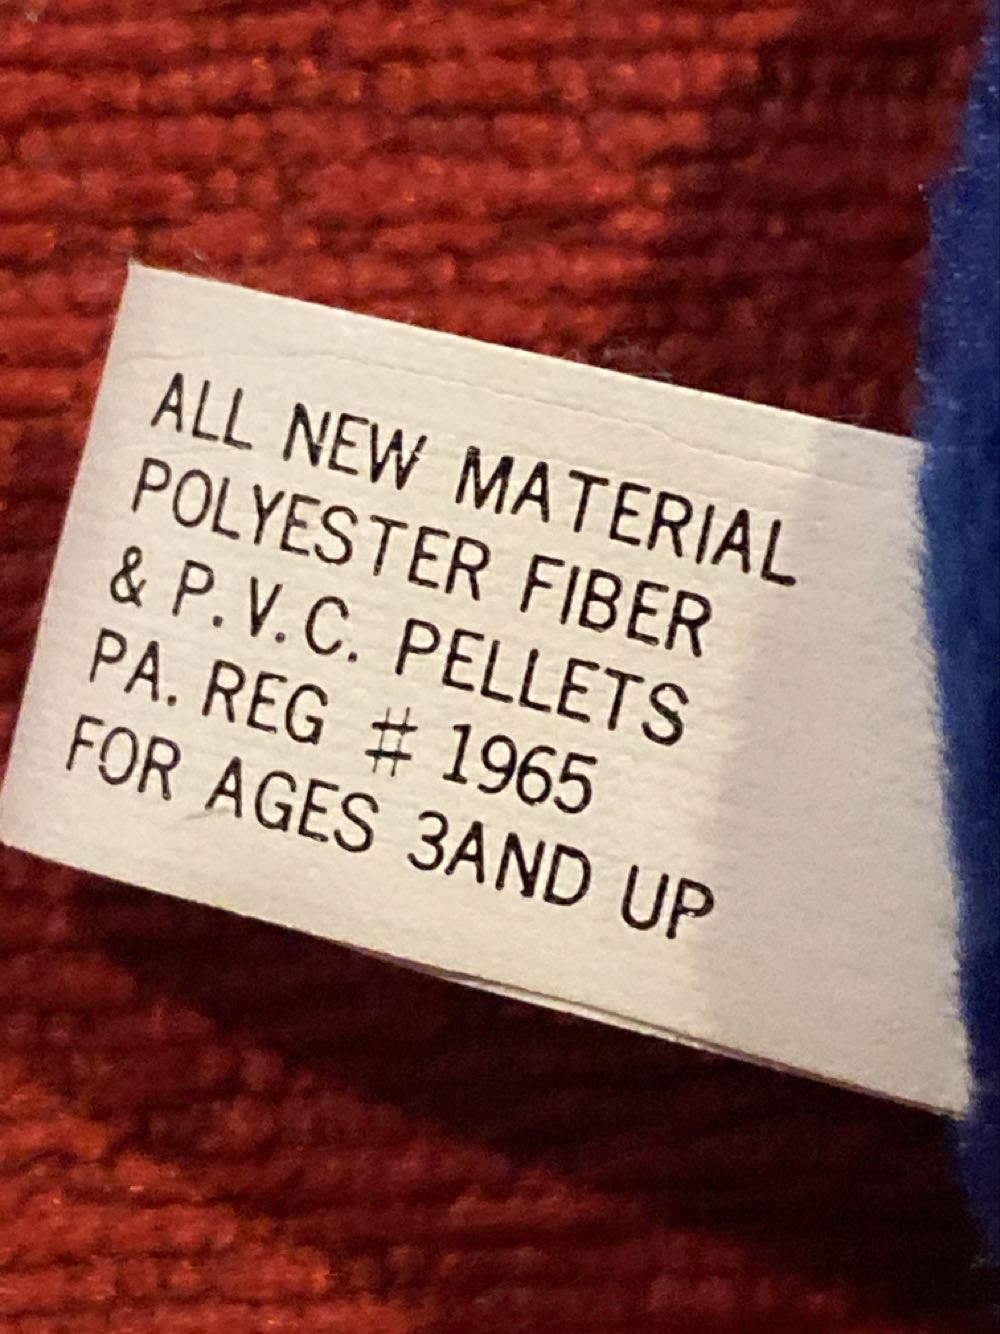 ALL NEW MATERIAL
POLYESTER FIBER
& P.V.C. PELLETS
PA. REG # 1965
FOR AGES 3AND UP